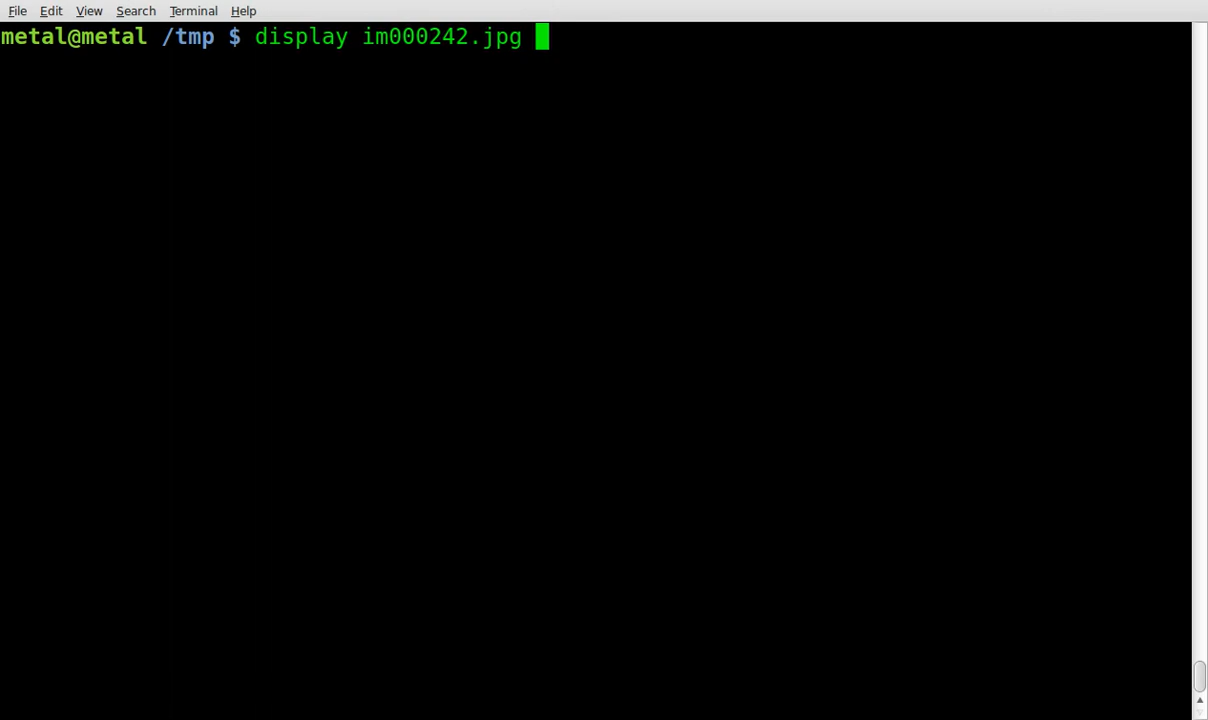 File Edit View Search Terminal Help
metal@metal /tmp $ display im000242.jpg